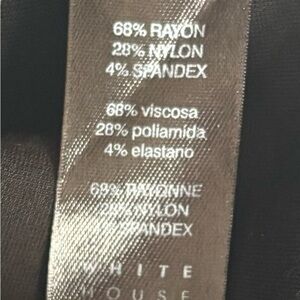 68% RAYON
28% NYLON
4% SPANDEX
68% viscosa
28% poliamida
4% elastano
68% RAYONNE
28% NYLON
4% SPANDEX
WHITE
HOUSE